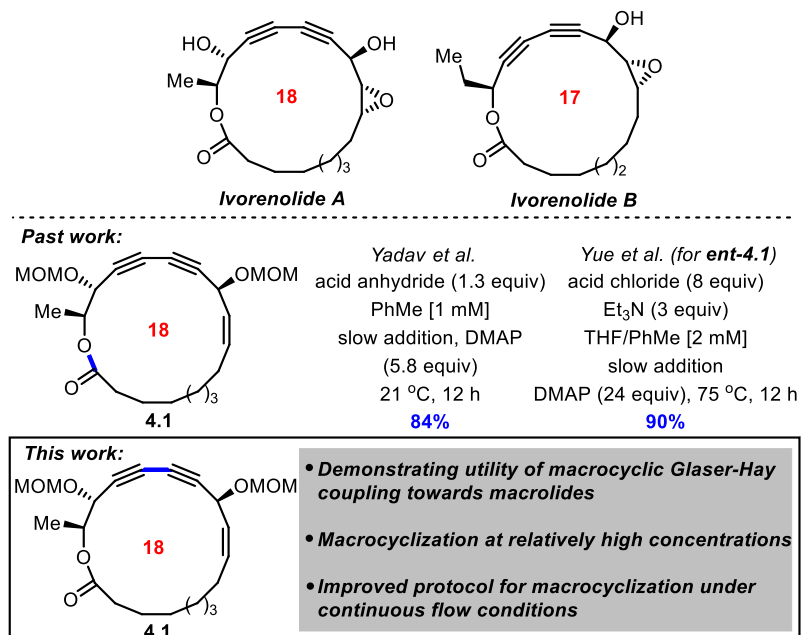 HO
OH
Me
O
O
O
18
( )3
Ivorenolide A
OH
Me
O
O
O
17
( )2
Ivorenolide B
Past work:
MOMO
OMOM
Me
O
O
18
( )3
4.1
Yadav et al.
acid anhydride (1.3 equiv)
PhMe [1 mM]
slow addition, DMAP
(5.8 equiv)
21 °C, 12 h
84%
Yue et al. (for ent-4.1)
acid chloride (8 equiv)
Et3N (3 equiv)
THF/PhMe [2 mM]
slow addition
DMAP (24 equiv), 75 °C, 12 h
90%
This work:
MOMO
OMOM
Me
O
O
18
( )3
4.1
• Demonstrating utility of macrocyclic Glaser-Hay
coupling towards macrolides
• Macrocyclization at relatively high concentrations
• Improved protocol for macrocyclization under
continuous flow conditions